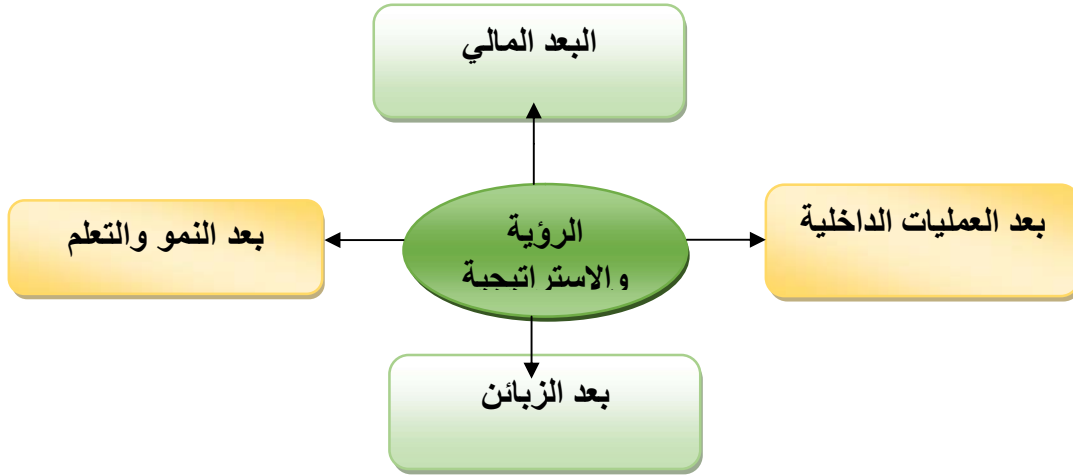 البعد المالي
بعد العمليات الداخلية
الرؤية
والاستراتيجية
بعد النمو والتعلم
بعد الزبائن